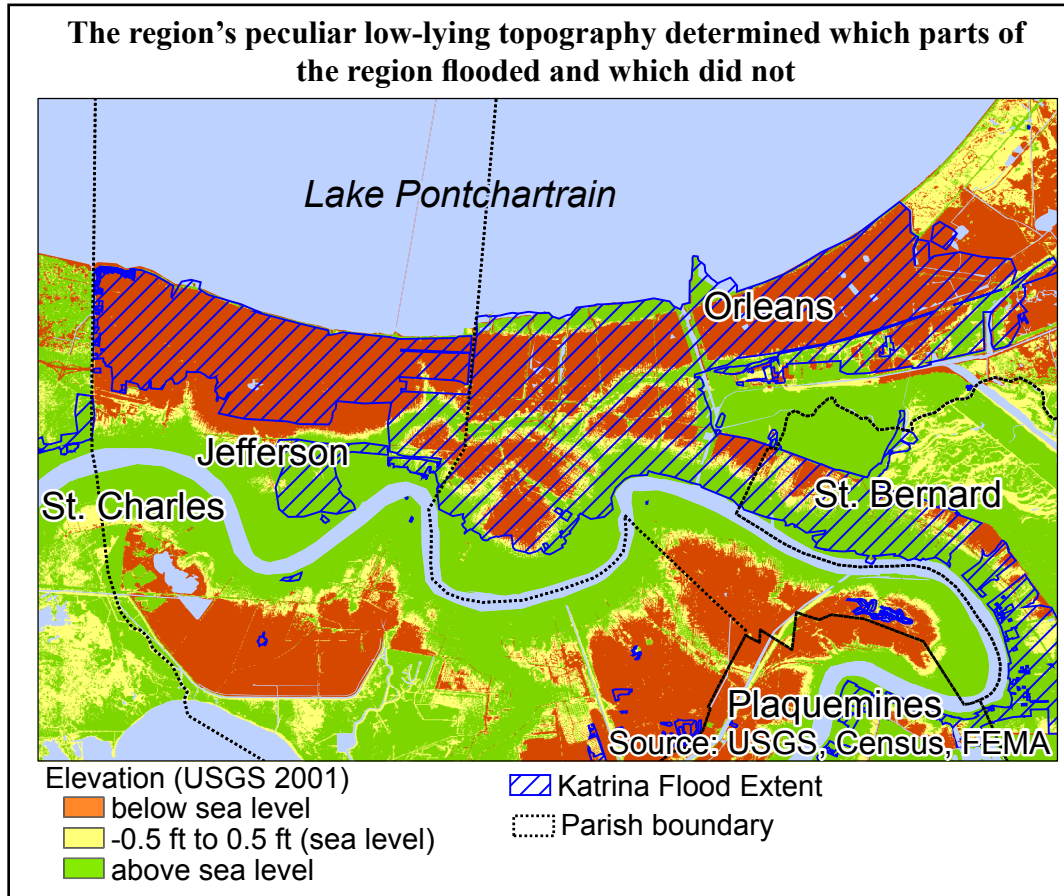 The region’s peculiar low-lying topography determined which parts of
the region flooded and which did not
Lake Pontchartrain
Orleans
Jefferson
St. Charles
St. Bernard
Plaquemines
Source: USGS, Census, FEMA
Elevation (USGS 2001)
below sea level
-0.5 ft to 0.5 ft (sea level)
above sea level
Katrina Flood Extent
Parish boundary